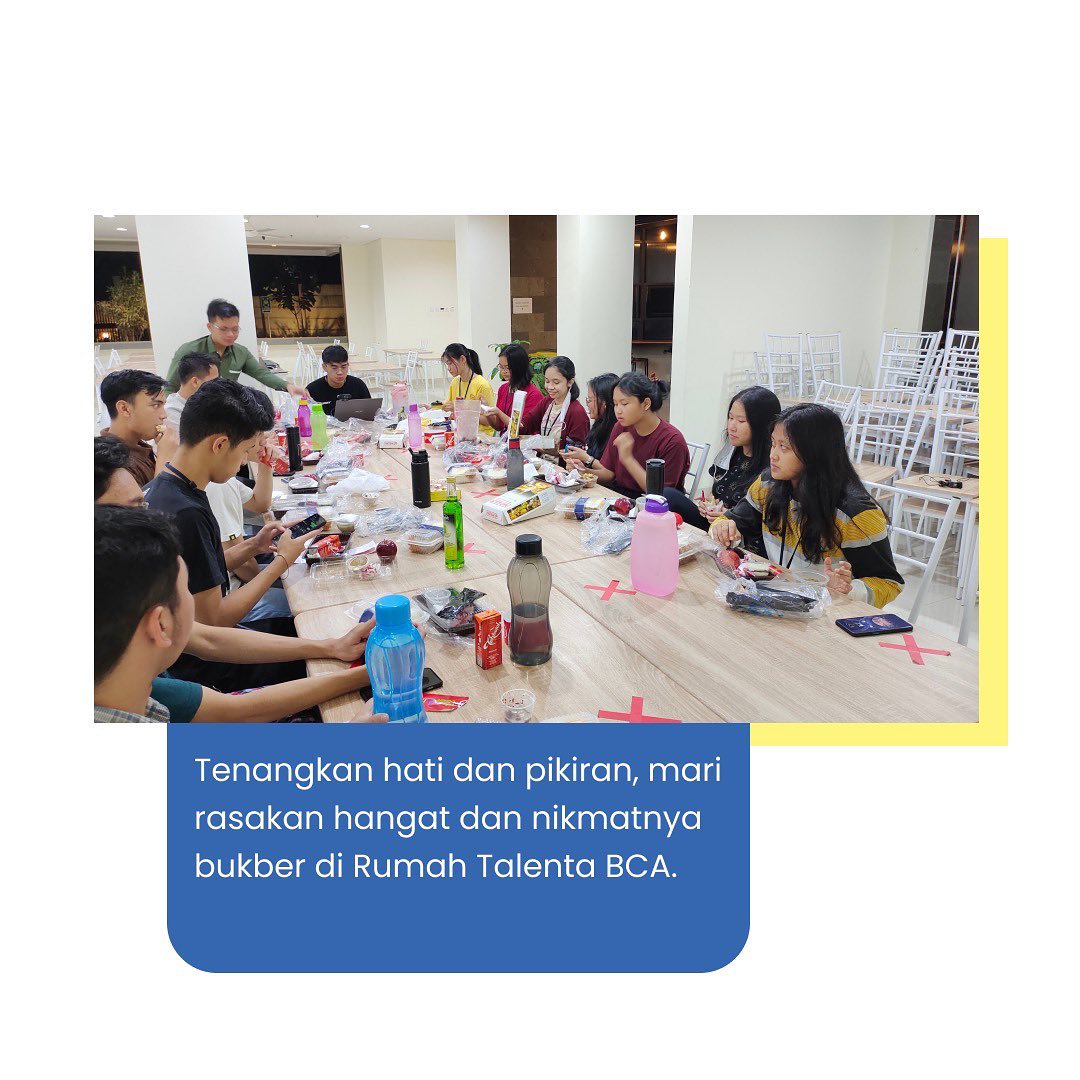 Tenangkan hati dan pikiran, mari
rasakan hangat dan nikmatnya
bukber di Rumah Talenta BCA.